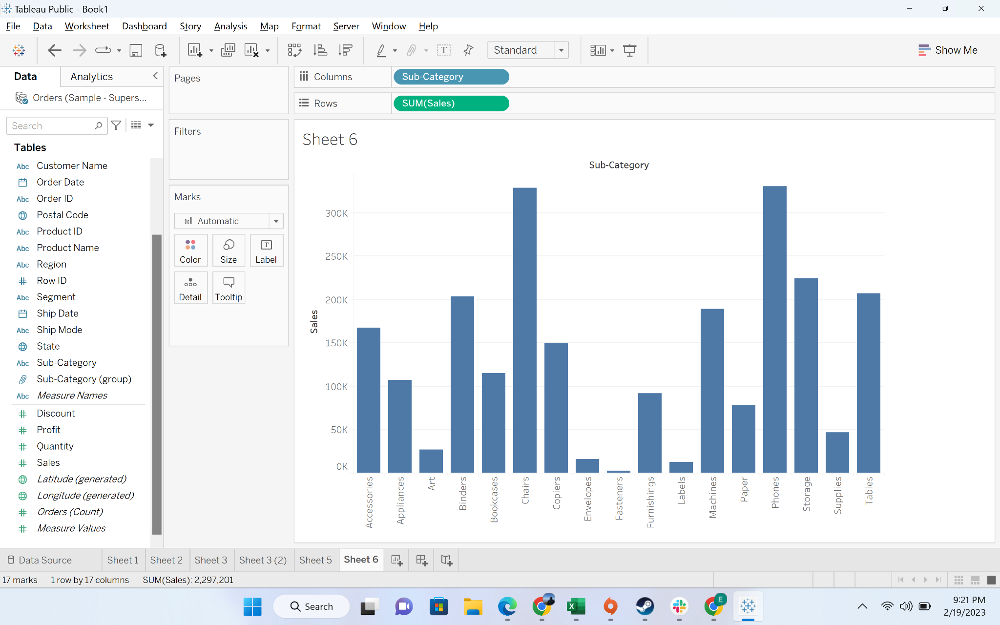 Tableau Public - Book1
File Data Worksheet Dashboard Story Analysis Map Format Server Window Help
Standard
Show Me
Data
Analytics
Orders (Sample - Supers...
Search
Tables
Abc Customer Name
Order Date
Abc Order ID
Postal Code
Abc Product ID
Abc Product Name
Abc Region
# Row ID
Abc Segment
Ship Date
Abc Ship Mode
State
Abc Sub-Category
Sub-Category (group)
Abc Measure Names
# Discount
# Profit
# Quantity
# Sales
Latitude (generated)
Longitude (generated)
# Orders (Count)
# Measure Values
Pages
Filters
Marks
Automatic
Color
Size
T
Label
Detail
Tooltip
Columns
Sub-Category
Rows
SUM(Sales)
Sheet 6
Sub-Category
Sales
300K
250K
200K
150K
100K
50K
0K
Accessories
Appliances
Art
Binders
Bookcases
Chairs
Copiers
Envelopes
Fasteners
Furnishings
Labels
Machines
Paper
Phones
Storage
Supplies
Tables
Data Source
Sheet 1
Sheet 2
Sheet 3
Sheet 3 (2)
Sheet 5
Sheet 6
17 marks
1 row by 17 columns
SUM(Sales): 2,297,201
Search
E
9:21 PM
2/19/2023